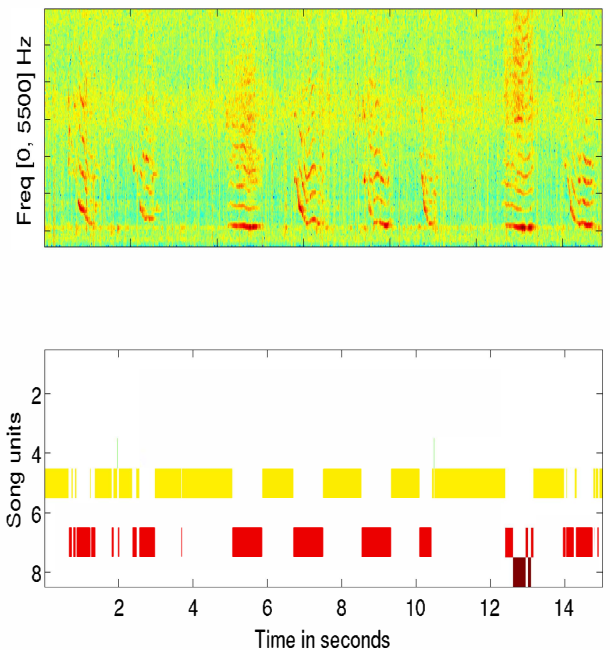 Freq [0, 5500] Hz
Song units
2
4
6
8
2 4 6 8 10 12 14
Time in seconds